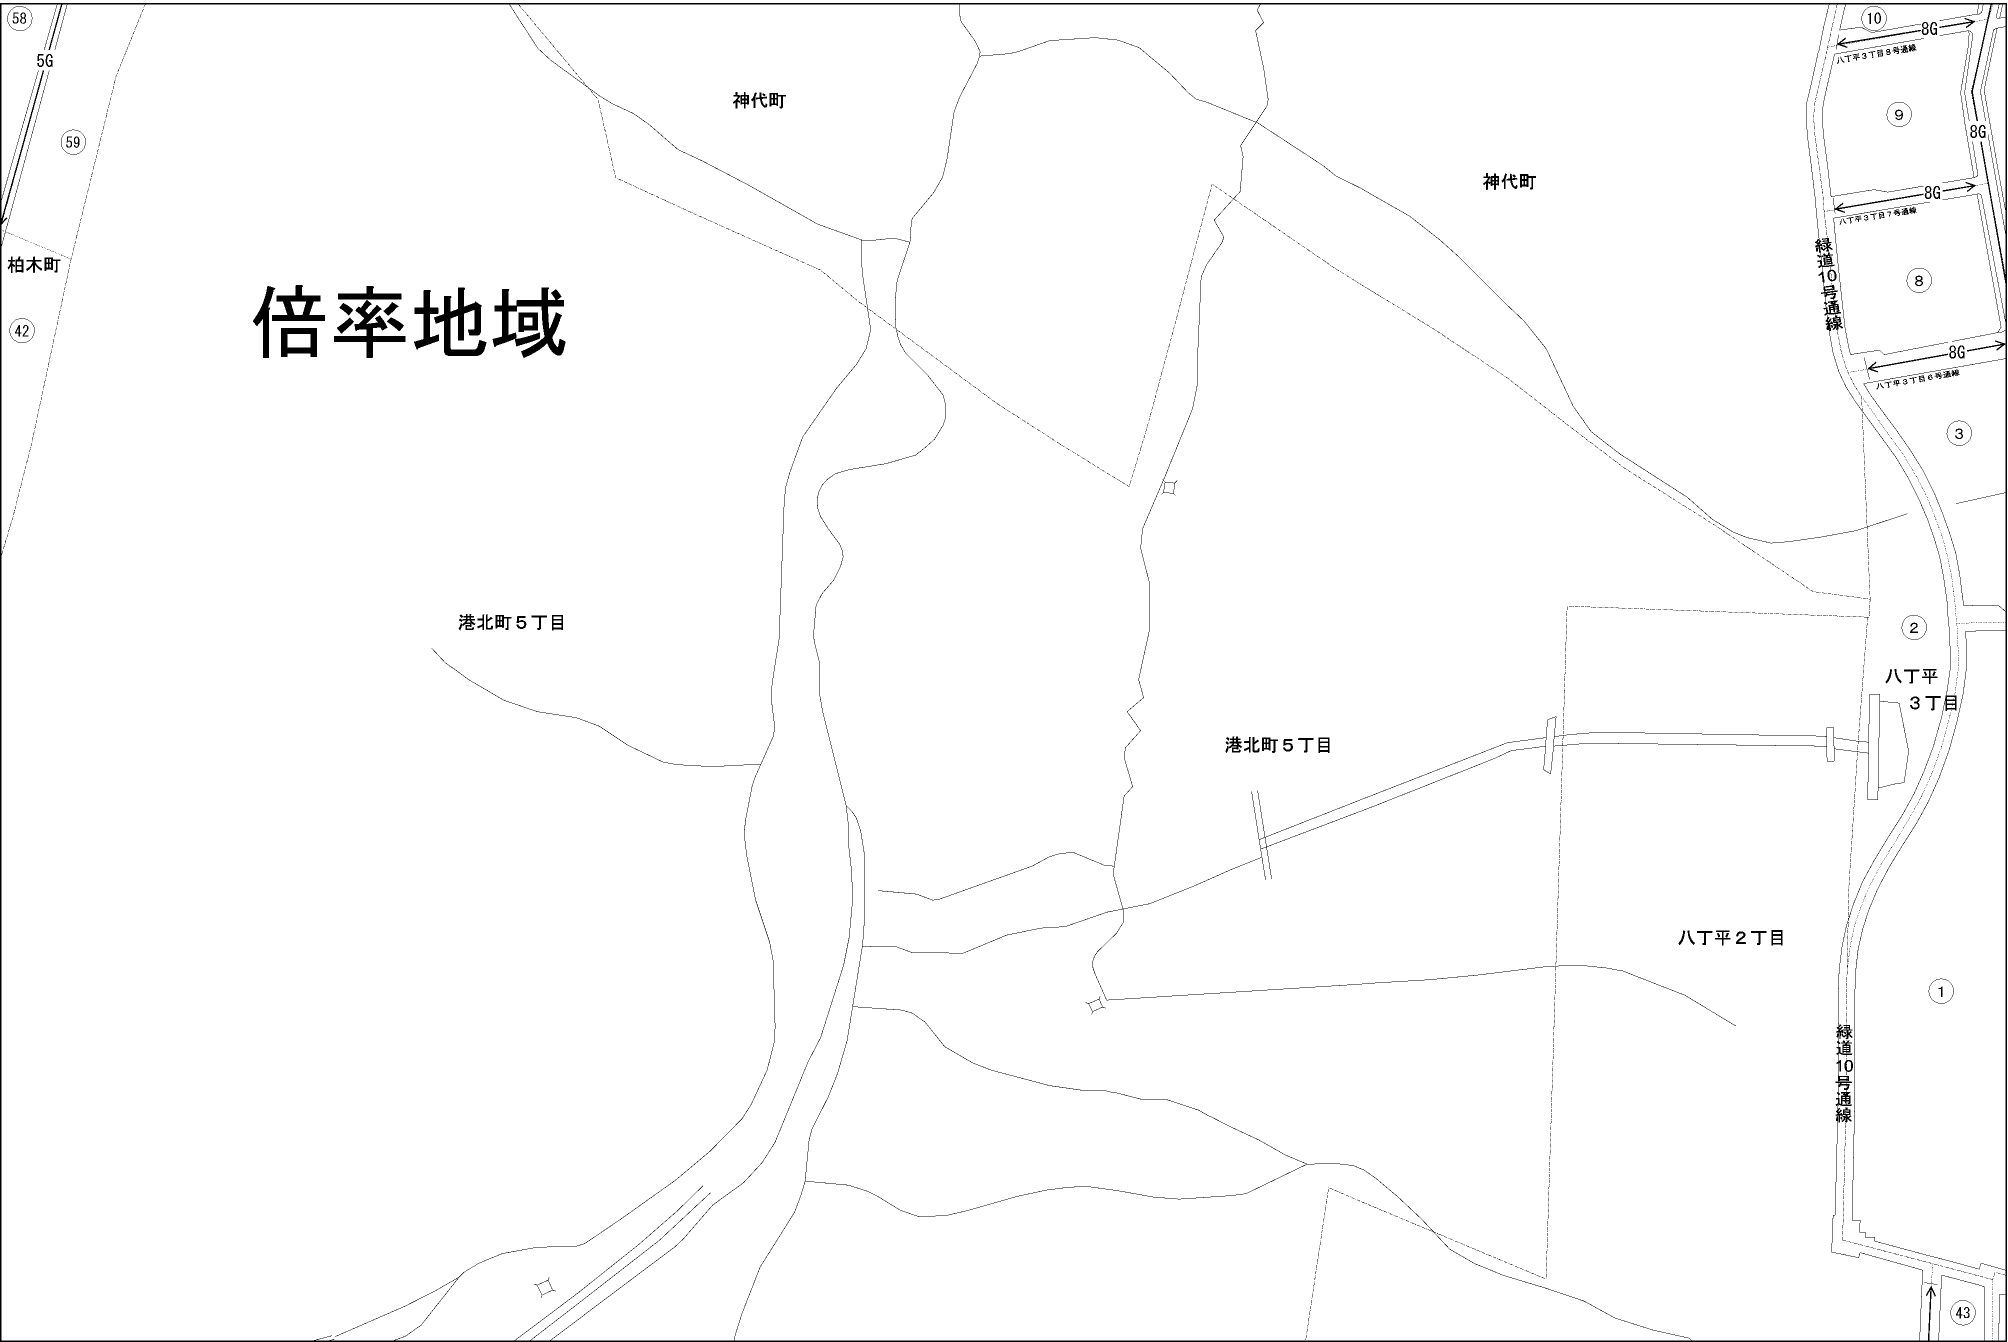 58
10
8G
5G
八丁平3丁目8号通線
神代町
9
8G
59
神代町
8G
八丁平3丁目7号通線
緑道10号通線
柏木町
8
倍率地域
42
8G
八丁平3丁目6号通線
3
港北町5丁目
2
八丁平
3丁目
港北町5丁目
八丁平2丁目
1
緑道10号通線
43